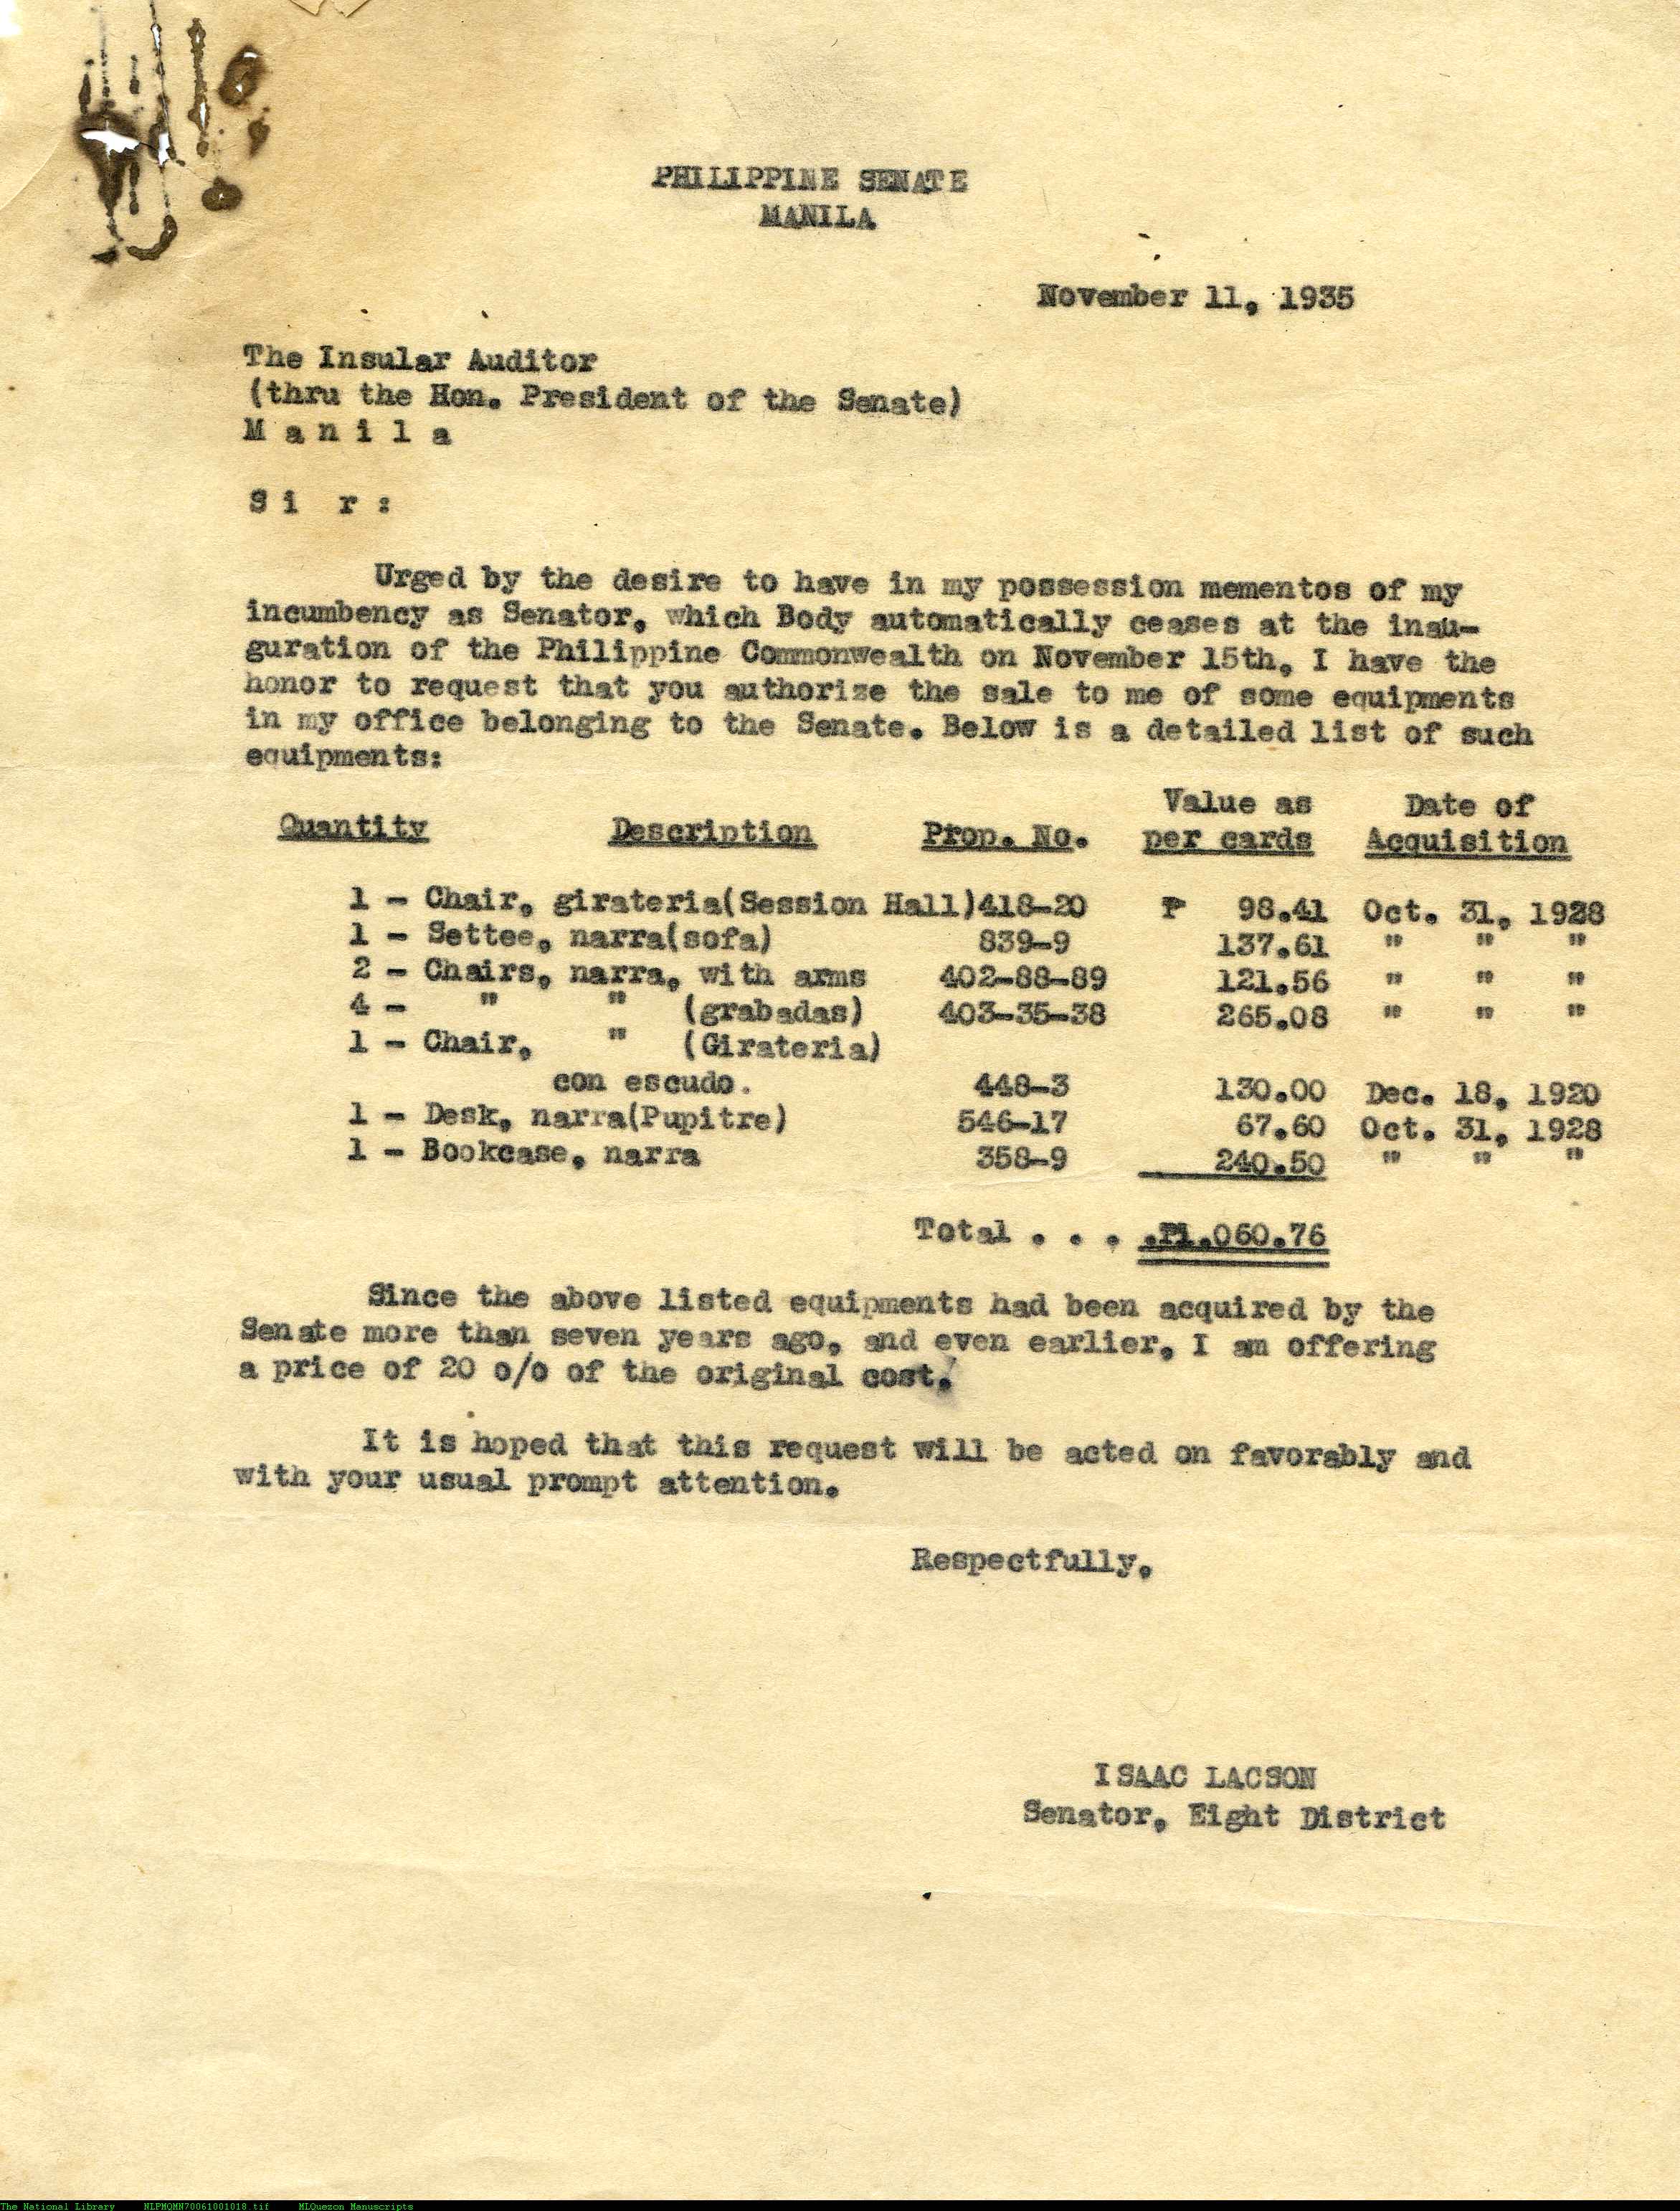 PHILIPPINE SENATE
MANILA
November 11, 1935
The Insular Auditor
(thru the Hon. President of the Senate)
M a n i l a
S i  r :
Urged by the desire to have in my possession mementos of my
incumbency as Senator, which Body automatically ceases at the inau-
guration of the Philippine Commonwealth on November 15th, I have the
honor to request that you authorize the sale to me of some equipments
in my office belonging to the Senate. Below is a detailed list of such
equipments:
Value as Date of
Quantity Description Prop. No. per cards Acquisition
1 - Chair, girateria(Session Hall)418-20 ₱ 98.41 Oct. 31, 1928
1 - Settee, narra(sofa) 839-9 137.61 " " "
2 - Chairs, narra, with arms 402-88-89 121.56 " " "
4 - " " (grabadas) 403-35-38 265.08 " " "
1 - Chair, " (Girateria)
con escudo. 448-3 130.00 Dec. 18, 1920
1 - Desk, narra(Pupitre) 546-17 67.60 Oct. 31, 1928
1 - Bookcase, narra 358-9 240.50 " " "
Total . . . .₱1,060.76
Since the above listed equipments had been acquired by the
Senate more than seven years ago, and even earlier, I am offering
a price of 20 o/o of the original cost.
It is hoped that this request will be acted on favorably and
with your usual prompt attention.
Respectfully,
ISAAC LACSON
Senator, Eight District
The National Library NLPMQMN70061001018.tif MLQuezon Manuscripts